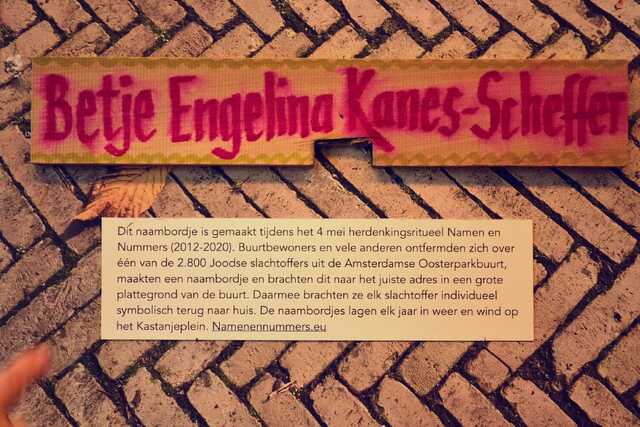 Betje Engelina Kanes-Scheffer
Dit naambordje is gemaakt tijdens het 4 mei herdenkingsritueel Namen en
Nummers (2012-2020). Buurtbewoners en vele anderen ontfermden zich over
één van de 2.800 Joodse slachtoffers uit de Amsterdamse Oosterparkbuurt,
maakten een naambordje en brachten dit naar het juiste adres in een grote
plattegrond van de buurt. Daarmee brachten ze elk slachtoffer individueel
symbolisch terug naar huis. De naambordjes lagen elk jaar in weer en wind op
het Kastanjeplein. Namenennummers.eu